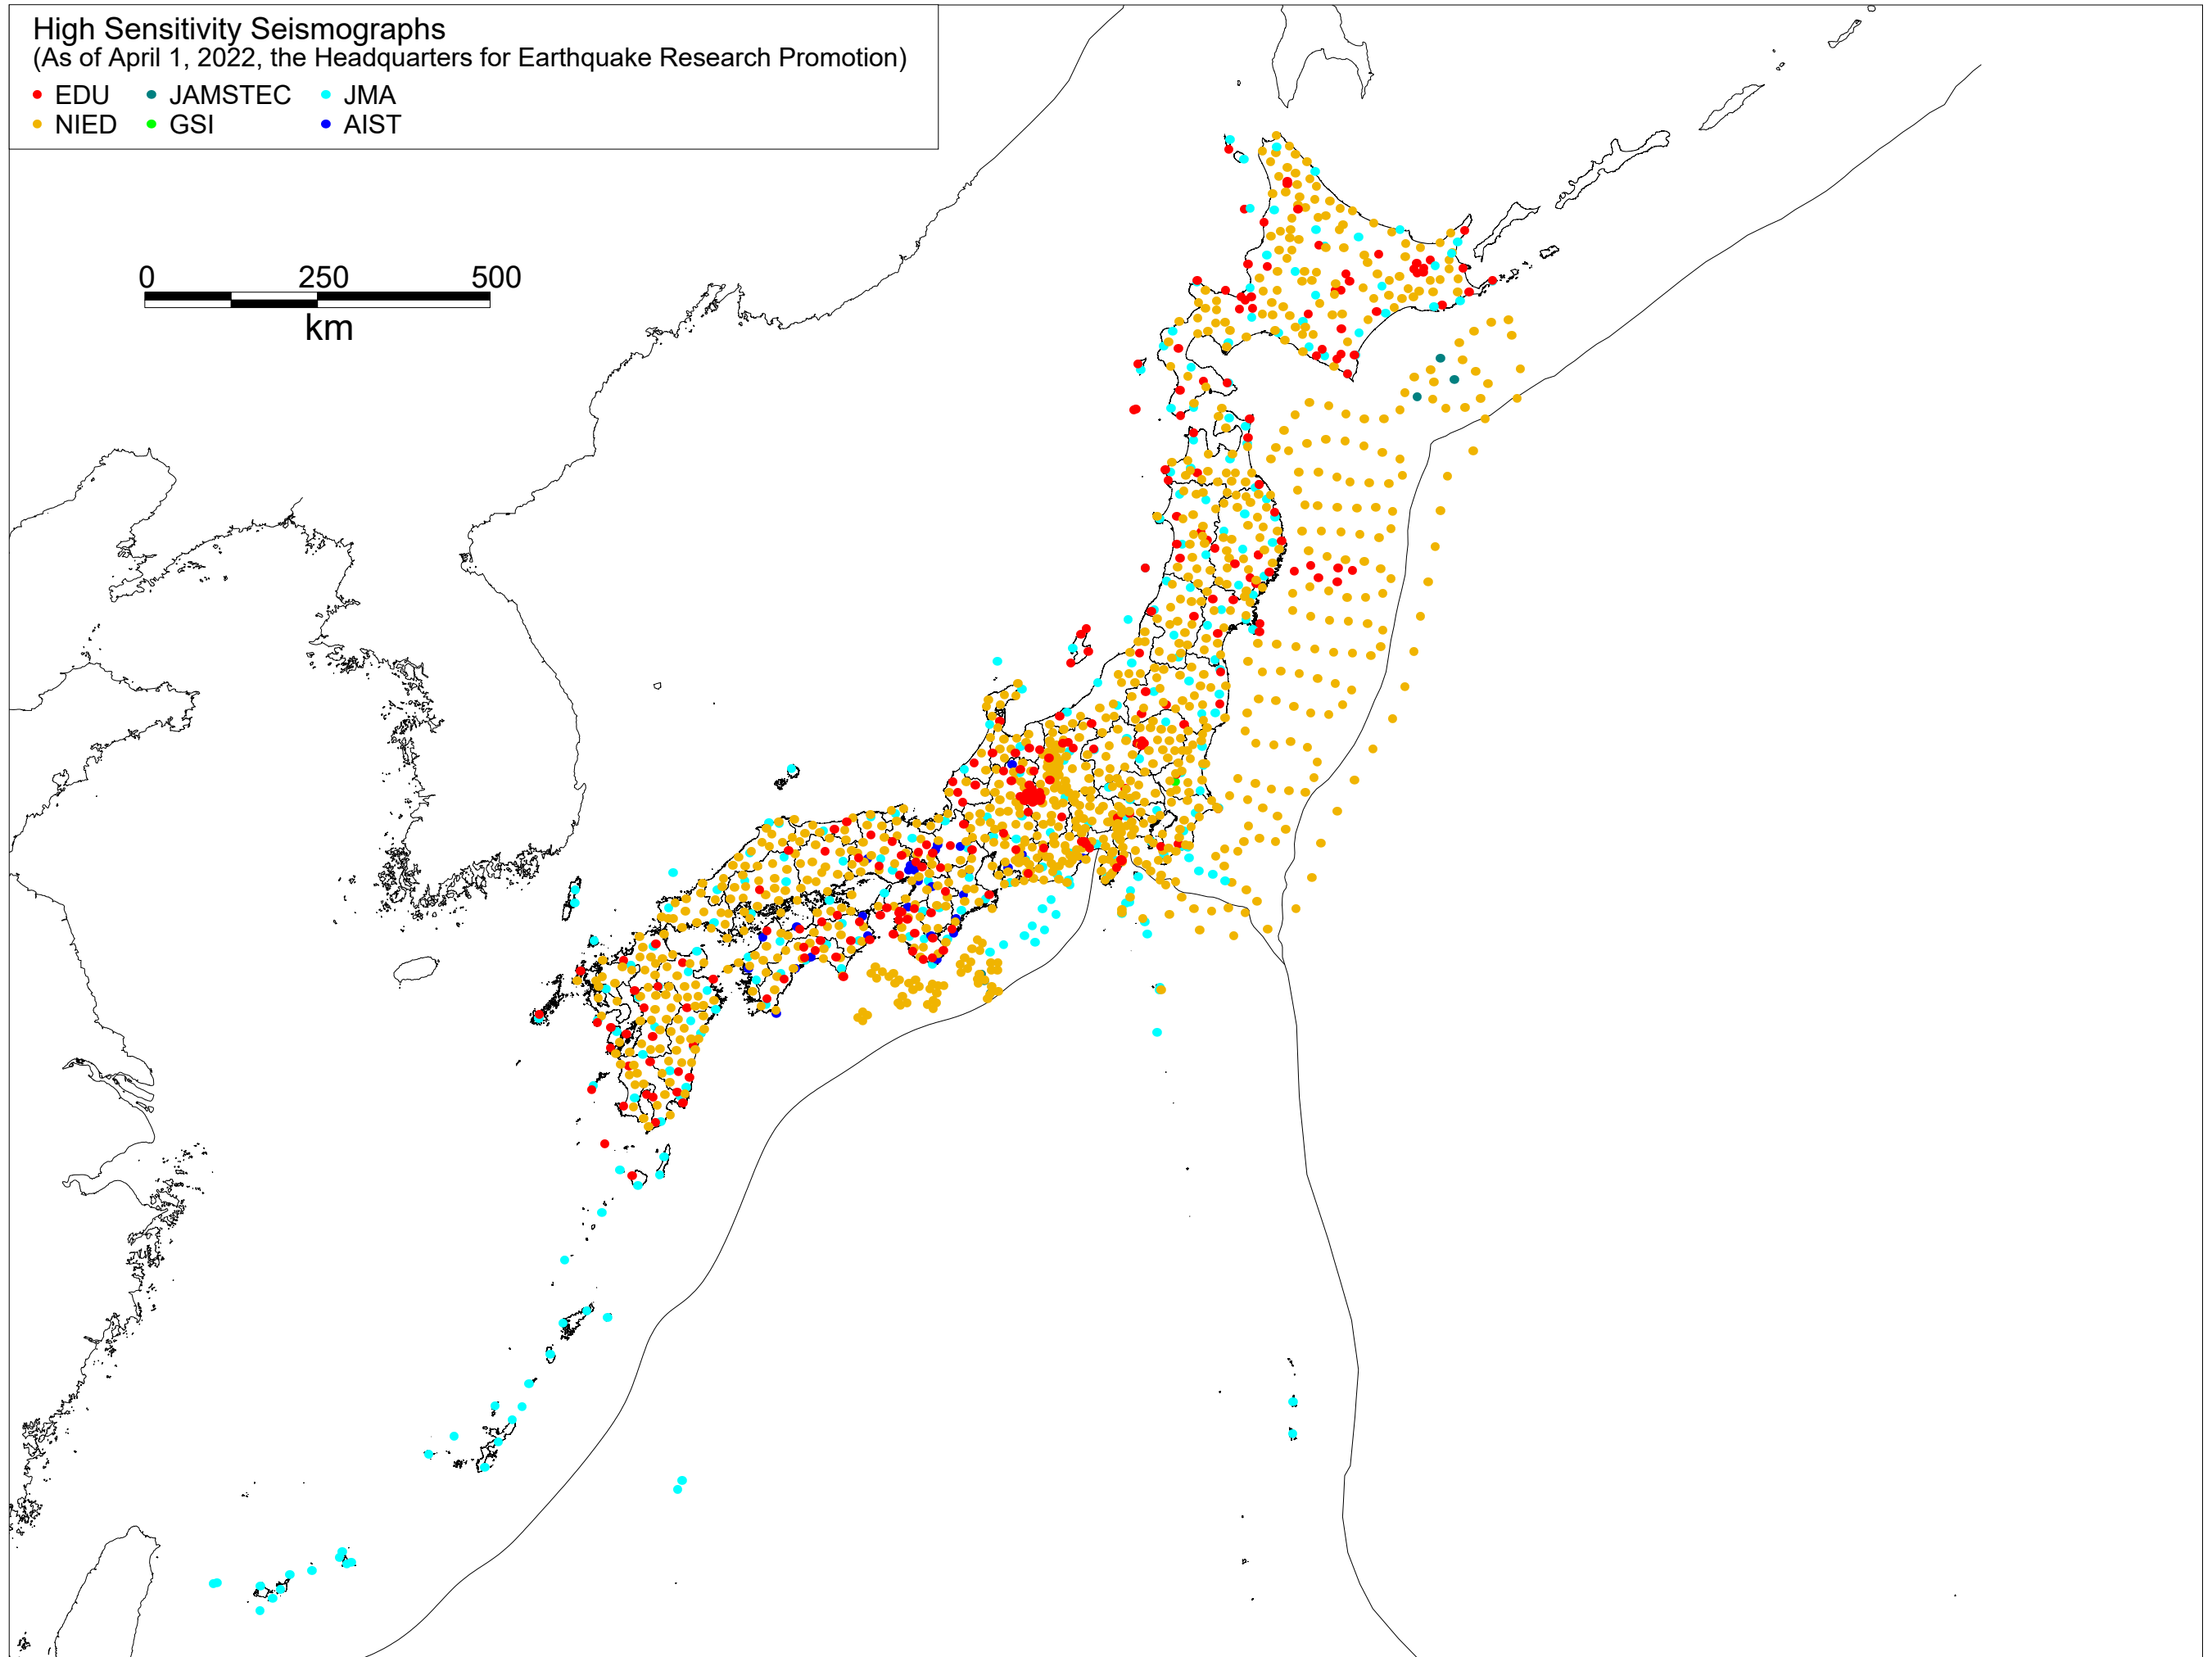 High Sensitivity Seismographs
(As of April 1, 2022, the Headquarters for Earthquake Research Promotion)
EDU JAMSTEC JMA
NIED GSI AIST
0 250 500
km